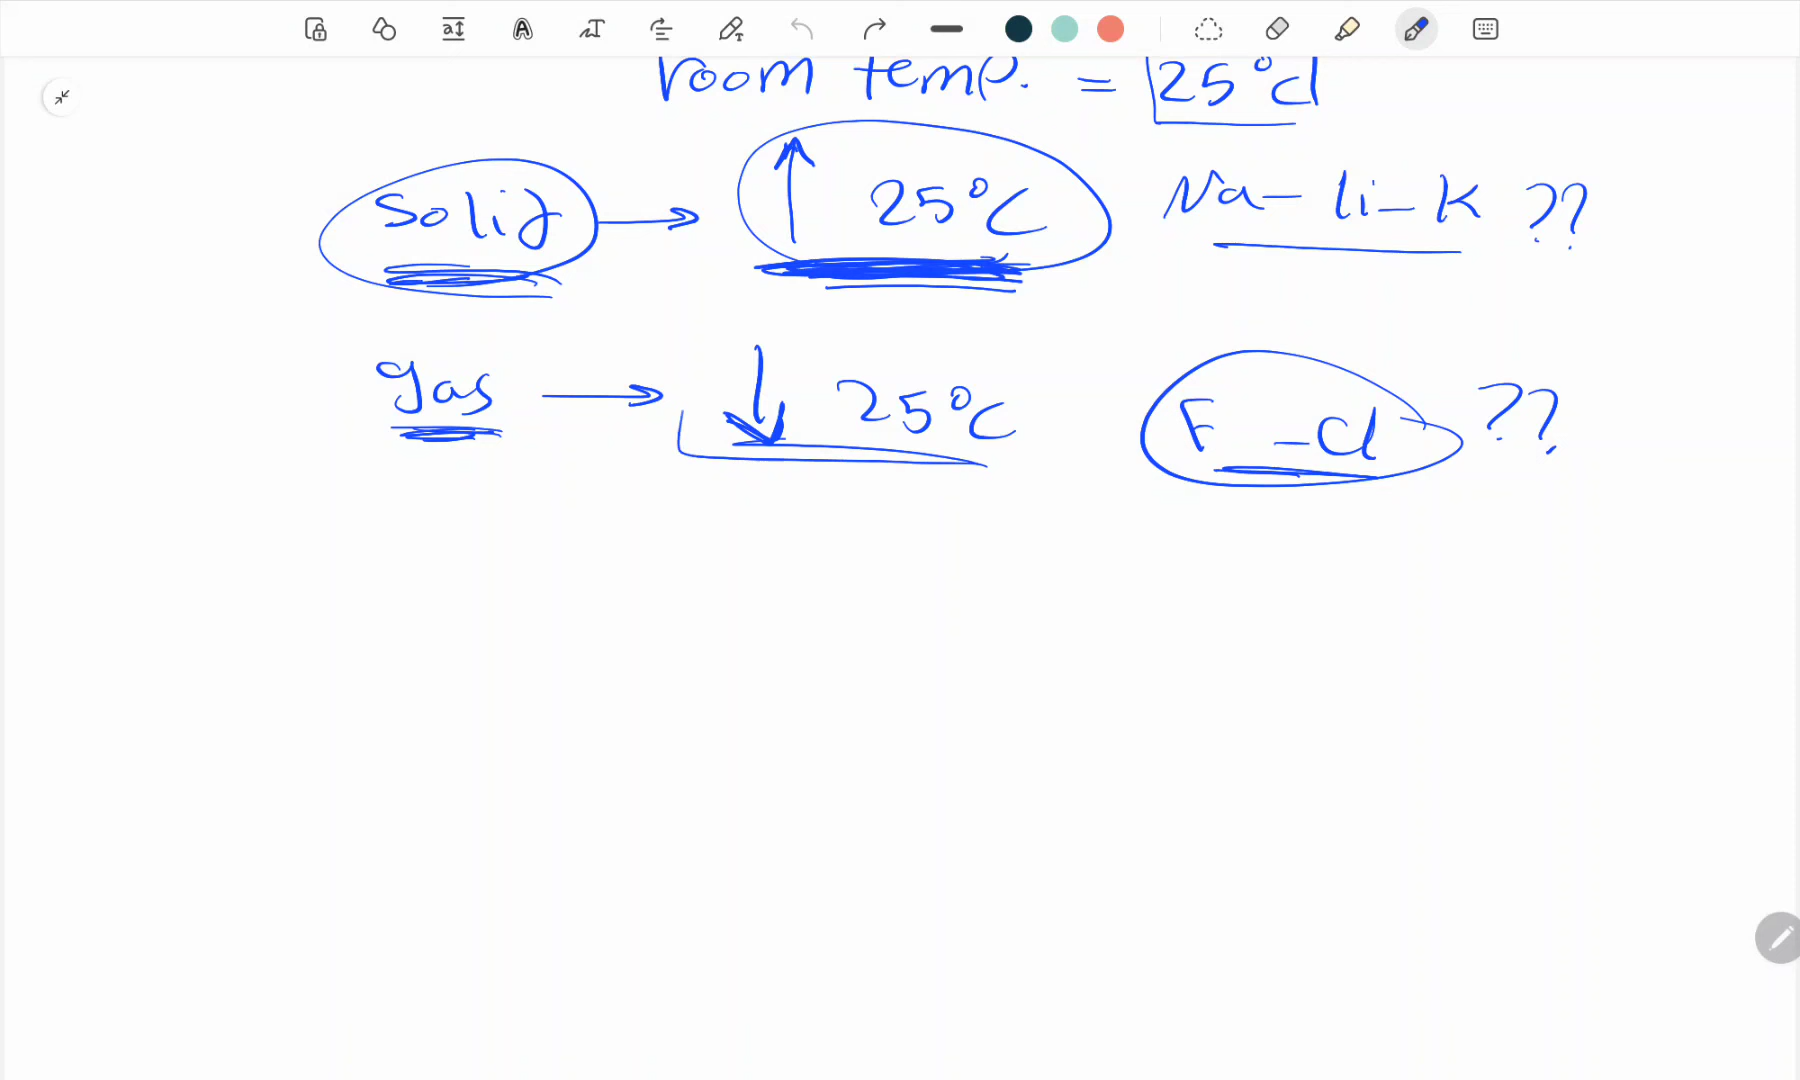 room temp. = 25°C
Solid → ↑ 25°C Na - li - K ??
gas → ↓ 25°C F - Cl ??